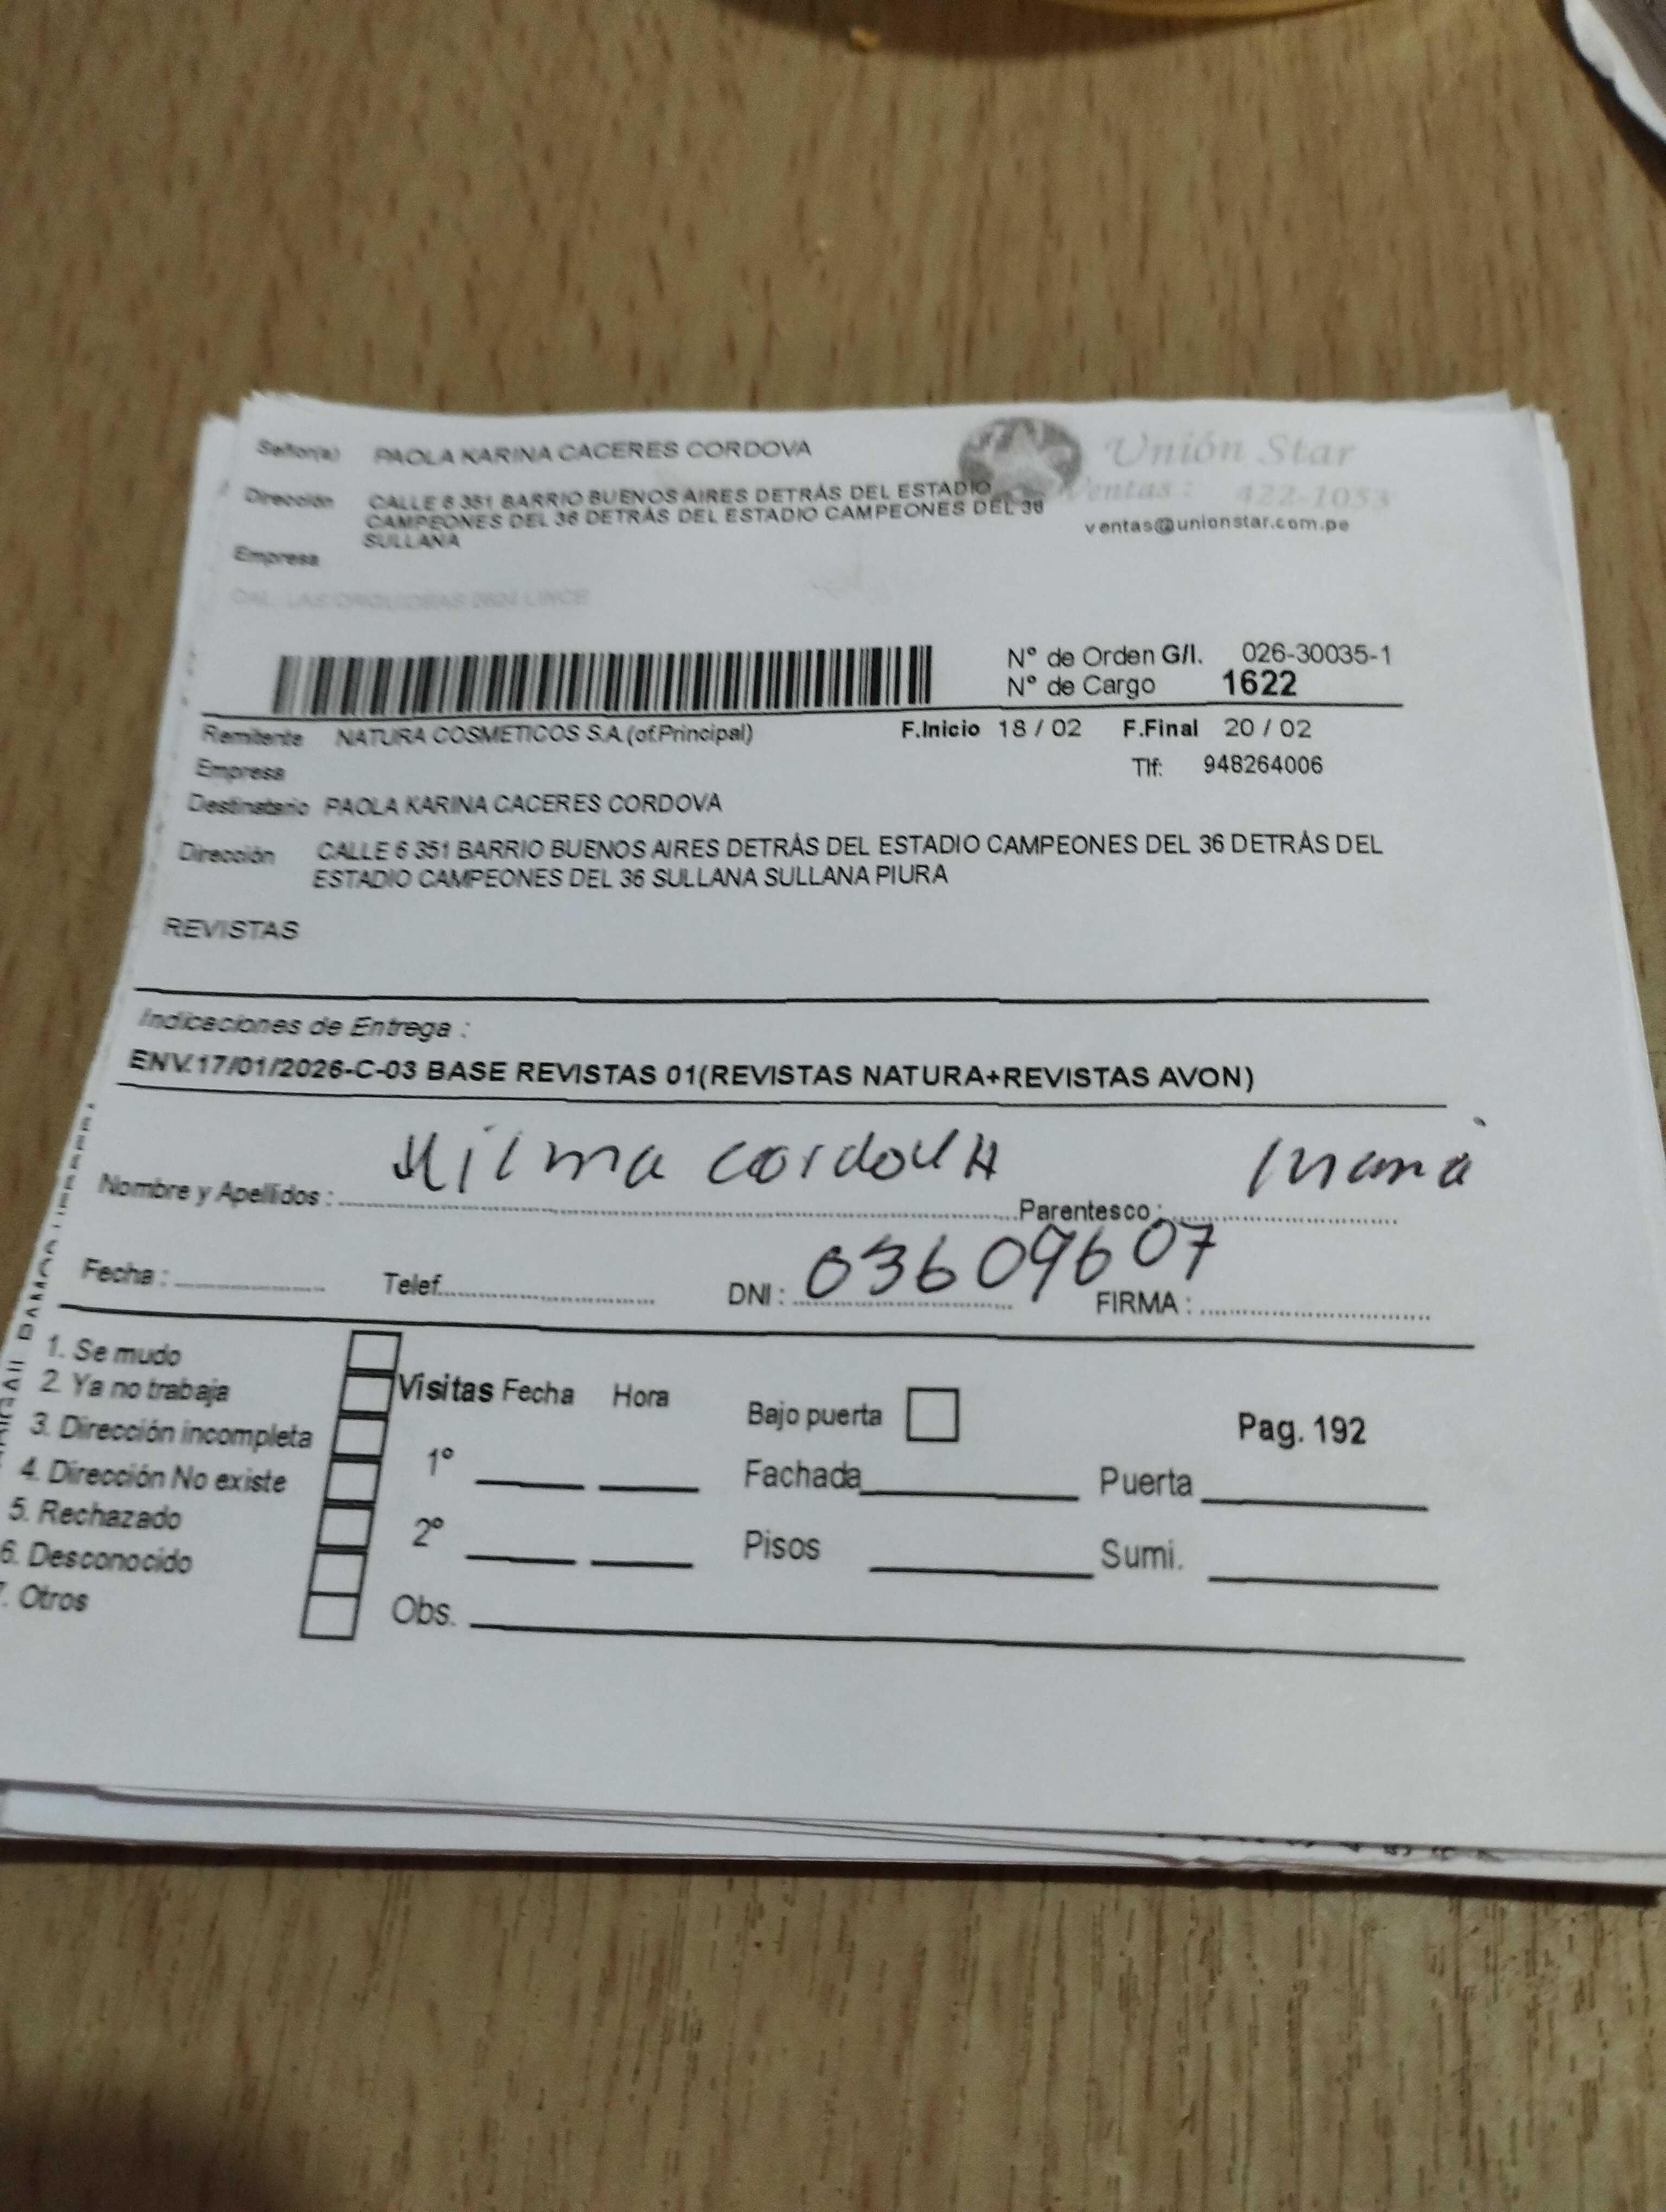 Señor(a) PAOLA KARINA CACERES CORDOVA
Unión Star
Dirección CALLE 6 351 BARRIO BUENOS AIRES DETRÁS DEL ESTADIO
CAMPEONES DEL 36 DETRÁS DEL ESTADIO CAMPEONES DEL 36
SULLANA
Ventas : 422-1053
ventas@unionstar.com.pe
Empresa
CAL. LAS ORQUIDEAS LINCE
N° de Orden G/I. 026-30035-1
N° de Cargo 1622
Remitente NATURA COSMETICOS S.A.(of.Principal) F.Inicio 18 / 02 F.Final 20 / 02
Empresa Tlf: 948264006
Destinatario PAOLA KARINA CACERES CORDOVA
Dirección CALLE 6 351 BARRIO BUENOS AIRES DETRÁS DEL ESTADIO CAMPEONES DEL 36 DETRÁS DEL
ESTADIO CAMPEONES DEL 36 SULLANA SULLANA PIURA
REVISTAS
Indicaciones de Entrega :
ENV.17/01/2026-C-03 BASE REVISTAS 01(REVISTAS NATURA+REVISTAS AVON)
Nombre y Apellidos : cordova Parentesco : mamá
Fecha : Telef. DNI : 03609607 FIRMA :
1. Se mudo
2. Ya no trabaja
3. Dirección incompleta
4. Dirección No existe
5. Rechazado
6. Desconocido
7. Otros
Visitas Fecha Hora Bajo puerta Pag. 192
1° Fachada Puerta
2° Pisos Sumi.
Obs.